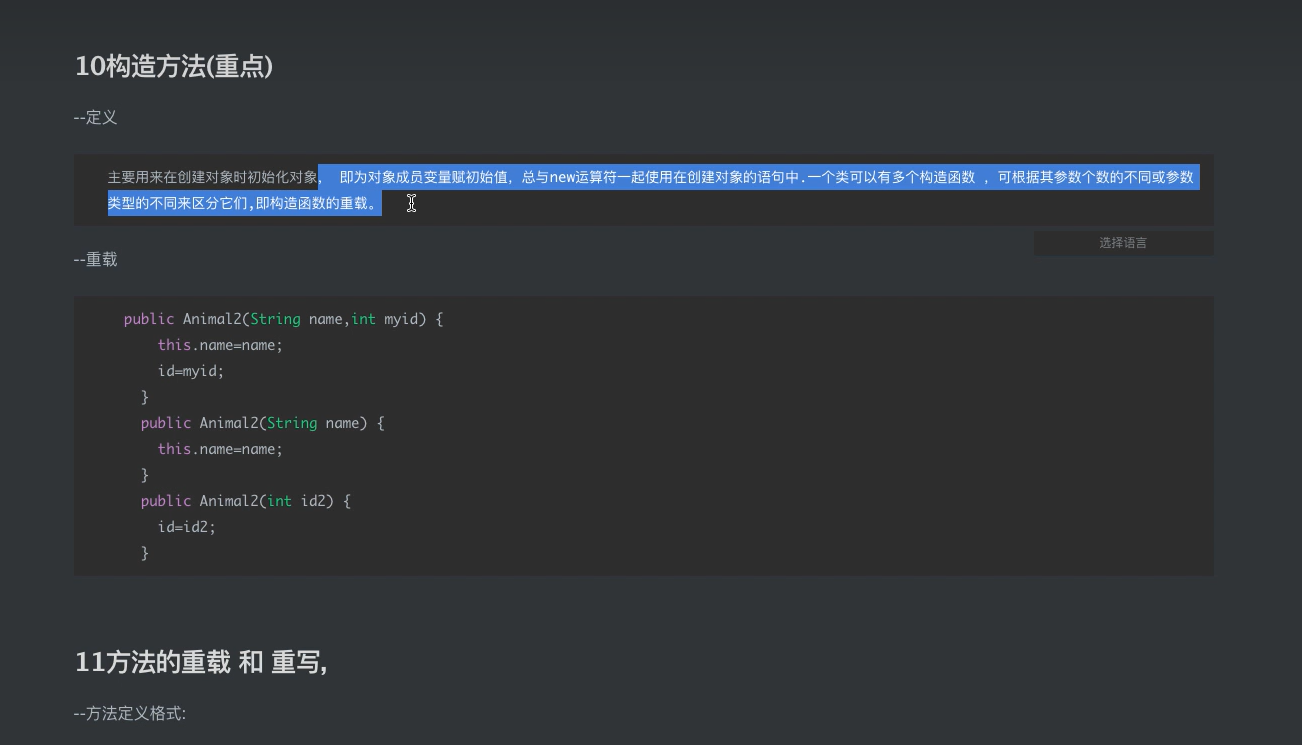 10构造方法(重点)
--定义
主要用来在创建对象时初始化对象， 即为对象成员变量赋初始值，总与new运算符一起使用在创建对象的语句中.一个类可以有多个构造函数 ，可根据其参数个数的不同或参数
类型的不同来区分它们,即构造函数的重载。
选择语言
--重载
public Animal2(String name,int myid) {
this.name=name;
id=myid;
}
public Animal2(String name) {
this.name=name;
}
public Animal2(int id2) {
id=id2;
}
11方法的重载 和 重写,
--方法定义格式: